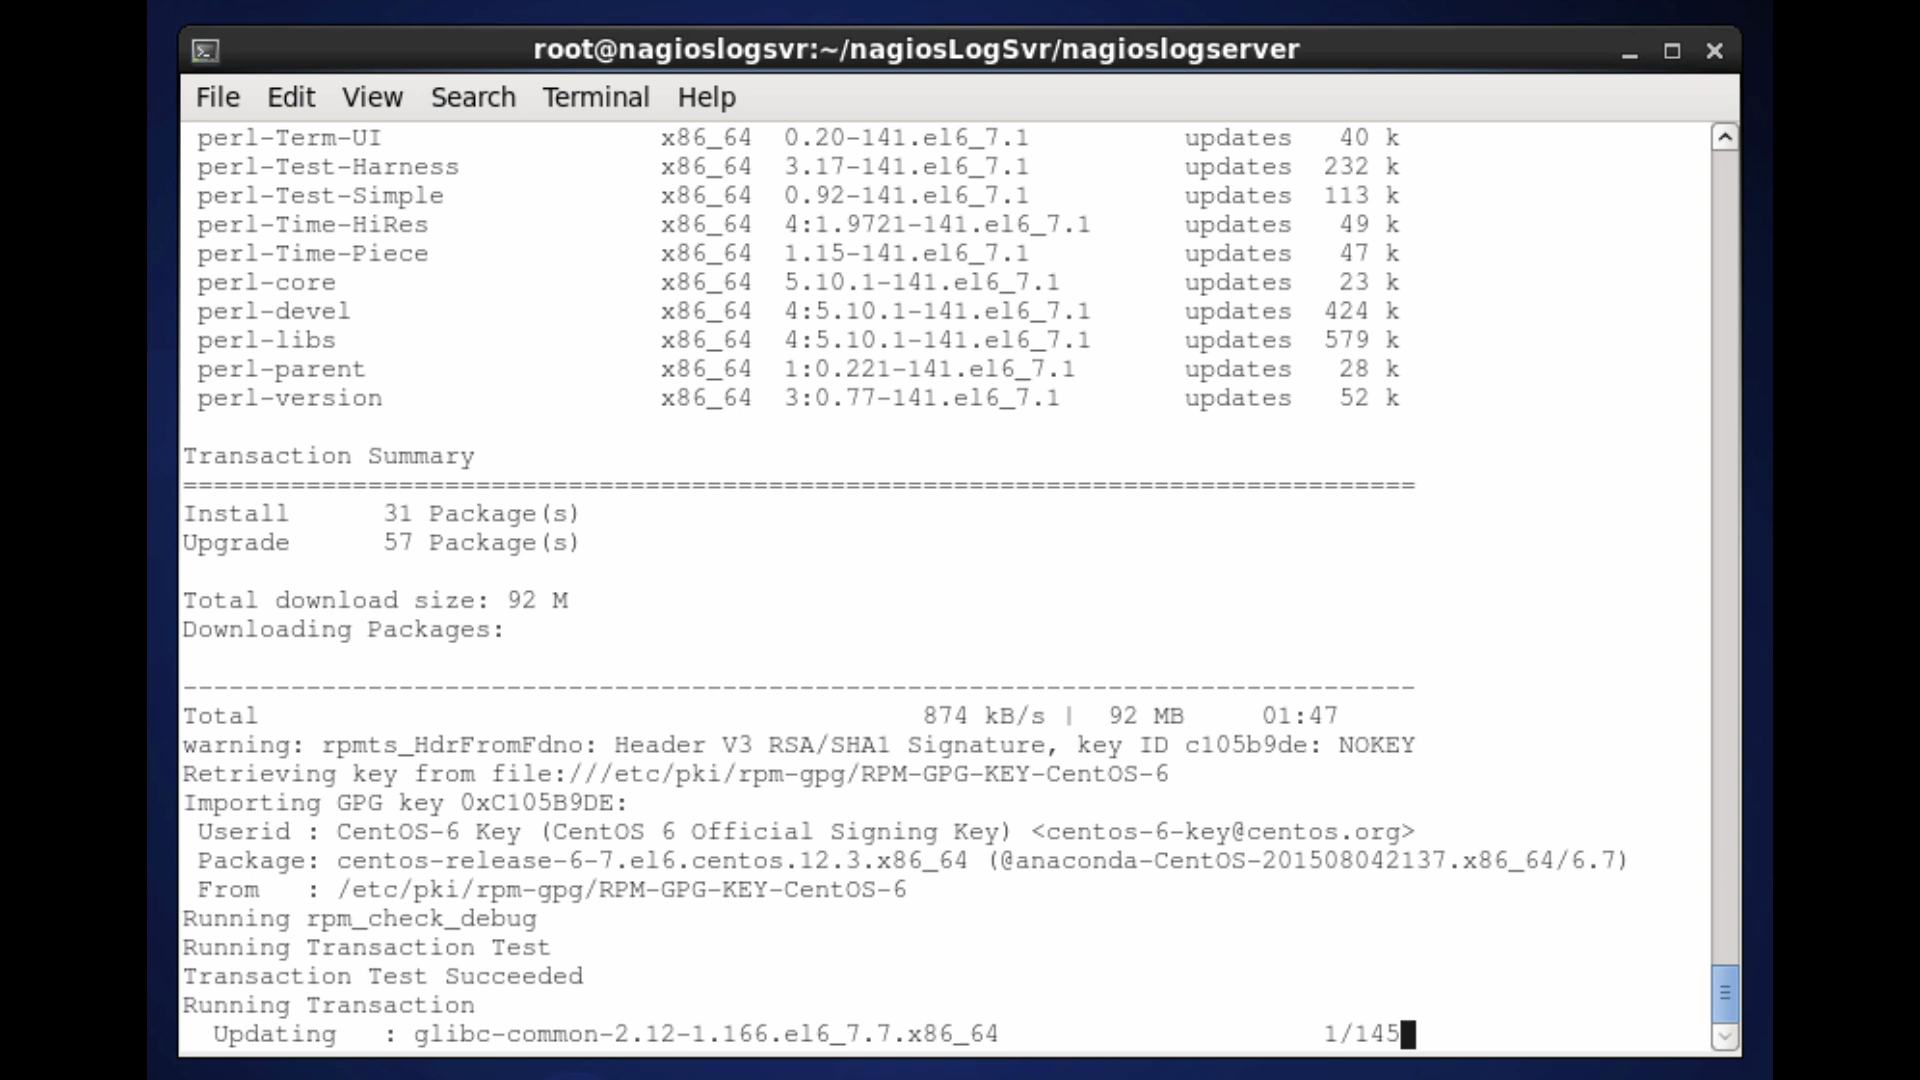 root@nagioslogsvr:~/nagiosLogSvr/nagioslogserver
File Edit View Search Terminal Help
perl-Term-UI x86_64 0.20-141.el6_7.1 updates 40 k
perl-Test-Harness x86_64 3.17-141.el6_7.1 updates 232 k
perl-Test-Simple x86_64 0.92-141.el6_7.1 updates 113 k
perl-Time-HiRes x86_64 4:1.9721-141.el6_7.1 updates 49 k
perl-Time-Piece x86_64 1.15-141.el6_7.1 updates 47 k
perl-core x86_64 5.10.1-141.el6_7.1 updates 23 k
perl-devel x86_64 4:5.10.1-141.el6_7.1 updates 424 k
perl-libs x86_64 4:5.10.1-141.el6_7.1 updates 579 k
perl-parent x86_64 1:0.221-141.el6_7.1 updates 28 k
perl-version x86_64 3:0.77-141.el6_7.1 updates 52 k
Transaction Summary
================================================================================
Install 31 Package(s)
Upgrade 57 Package(s)
Total download size: 92 M
Downloading Packages:
--------------------------------------------------------------------------------
Total 874 kB/s | 92 MB 01:47
warning: rpmts_HdrFromFdno: Header V3 RSA/SHA1 Signature, key ID c105b9de: NOKEY
Retrieving key from file:///etc/pki/rpm-gpg/RPM-GPG-KEY-CentOS-6
Importing GPG key 0xC105B9DE:
Userid : CentOS-6 Key (CentOS 6 Official Signing Key) <centos-6-key@centos.org>
Package: centos-release-6-7.el6.centos.12.3.x86_64 (@anaconda-CentOS-201508042137.x86_64/6.7)
From : /etc/pki/rpm-gpg/RPM-GPG-KEY-CentOS-6
Running rpm_check_debug
Running Transaction Test
Transaction Test Succeeded
Running Transaction
Updating : glibc-common-2.12-1.166.el6_7.7.x86_64 1/145